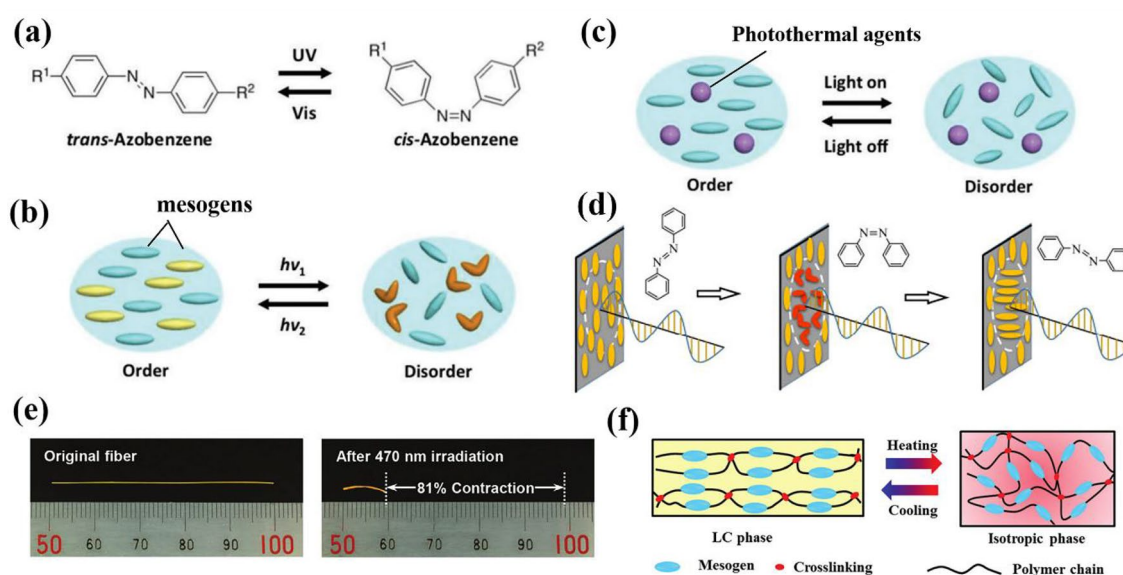 (a)
R1
N
N
R2
trans-Azobenzene
UV
Vis
R1
R2
N=N
cis-Azobenzene
(b)
mesogens
hv1
hv2
Order
Disorder
(c)
Photothermal agents
Light on
Light off
Order
Disorder
(d)
N=N
N=N
N=N
(e)
Original fiber
50 60 70 80 90 100
After 470 nm irradiation
81% Contraction
50 60 70 80 90 100
(f)
Heating
Cooling
LC phase
Isotropic phase
Mesogen
Crosslinking
Polymer chain